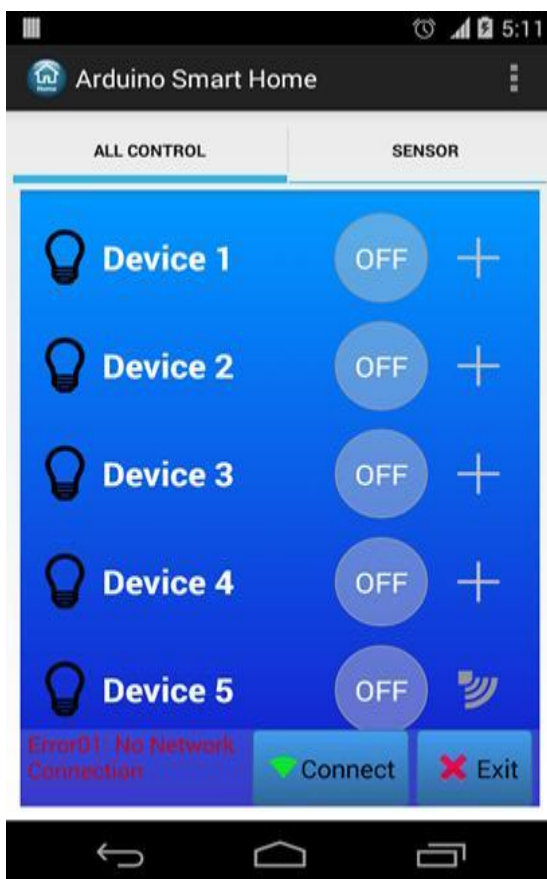 5:11
Arduino Smart Home
ALL CONTROL SENSOR
Device 1 OFF
Device 2 OFF
Device 3 OFF
Device 4 OFF
Device 5 OFF
Error01: No Network
Connection
Connect Exit